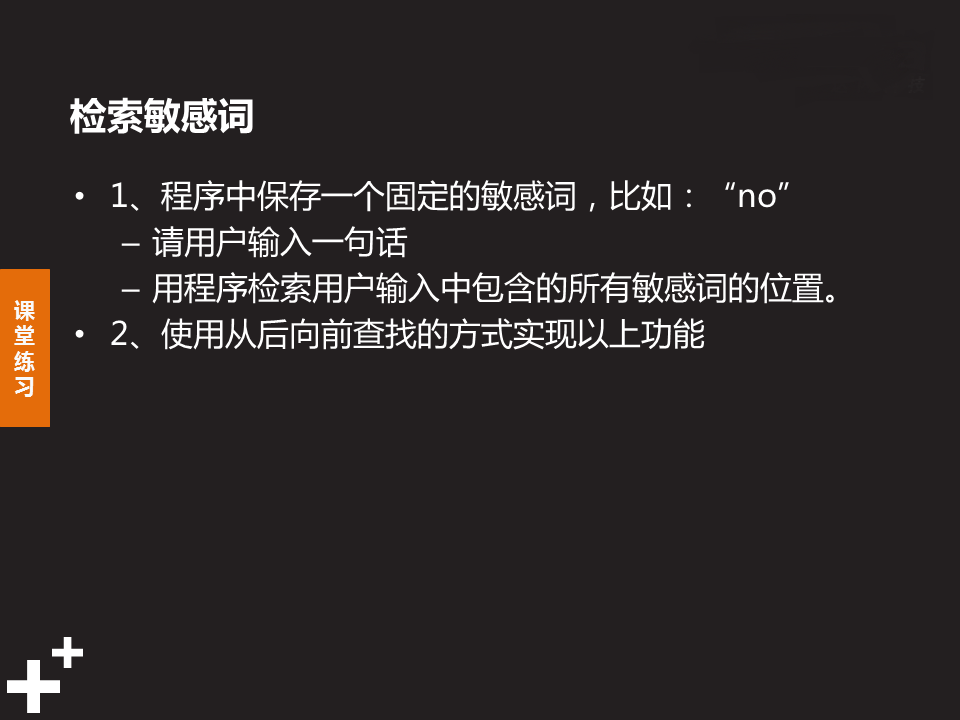 检索敏感词
• 1、程序中保存一个固定的敏感词，比如：“no”
– 请用户输入一句话
– 用程序检索用户输入中包含的所有敏感词的位置。
• 2、使用从后向前查找的方式实现以上功能
课
堂
练
习